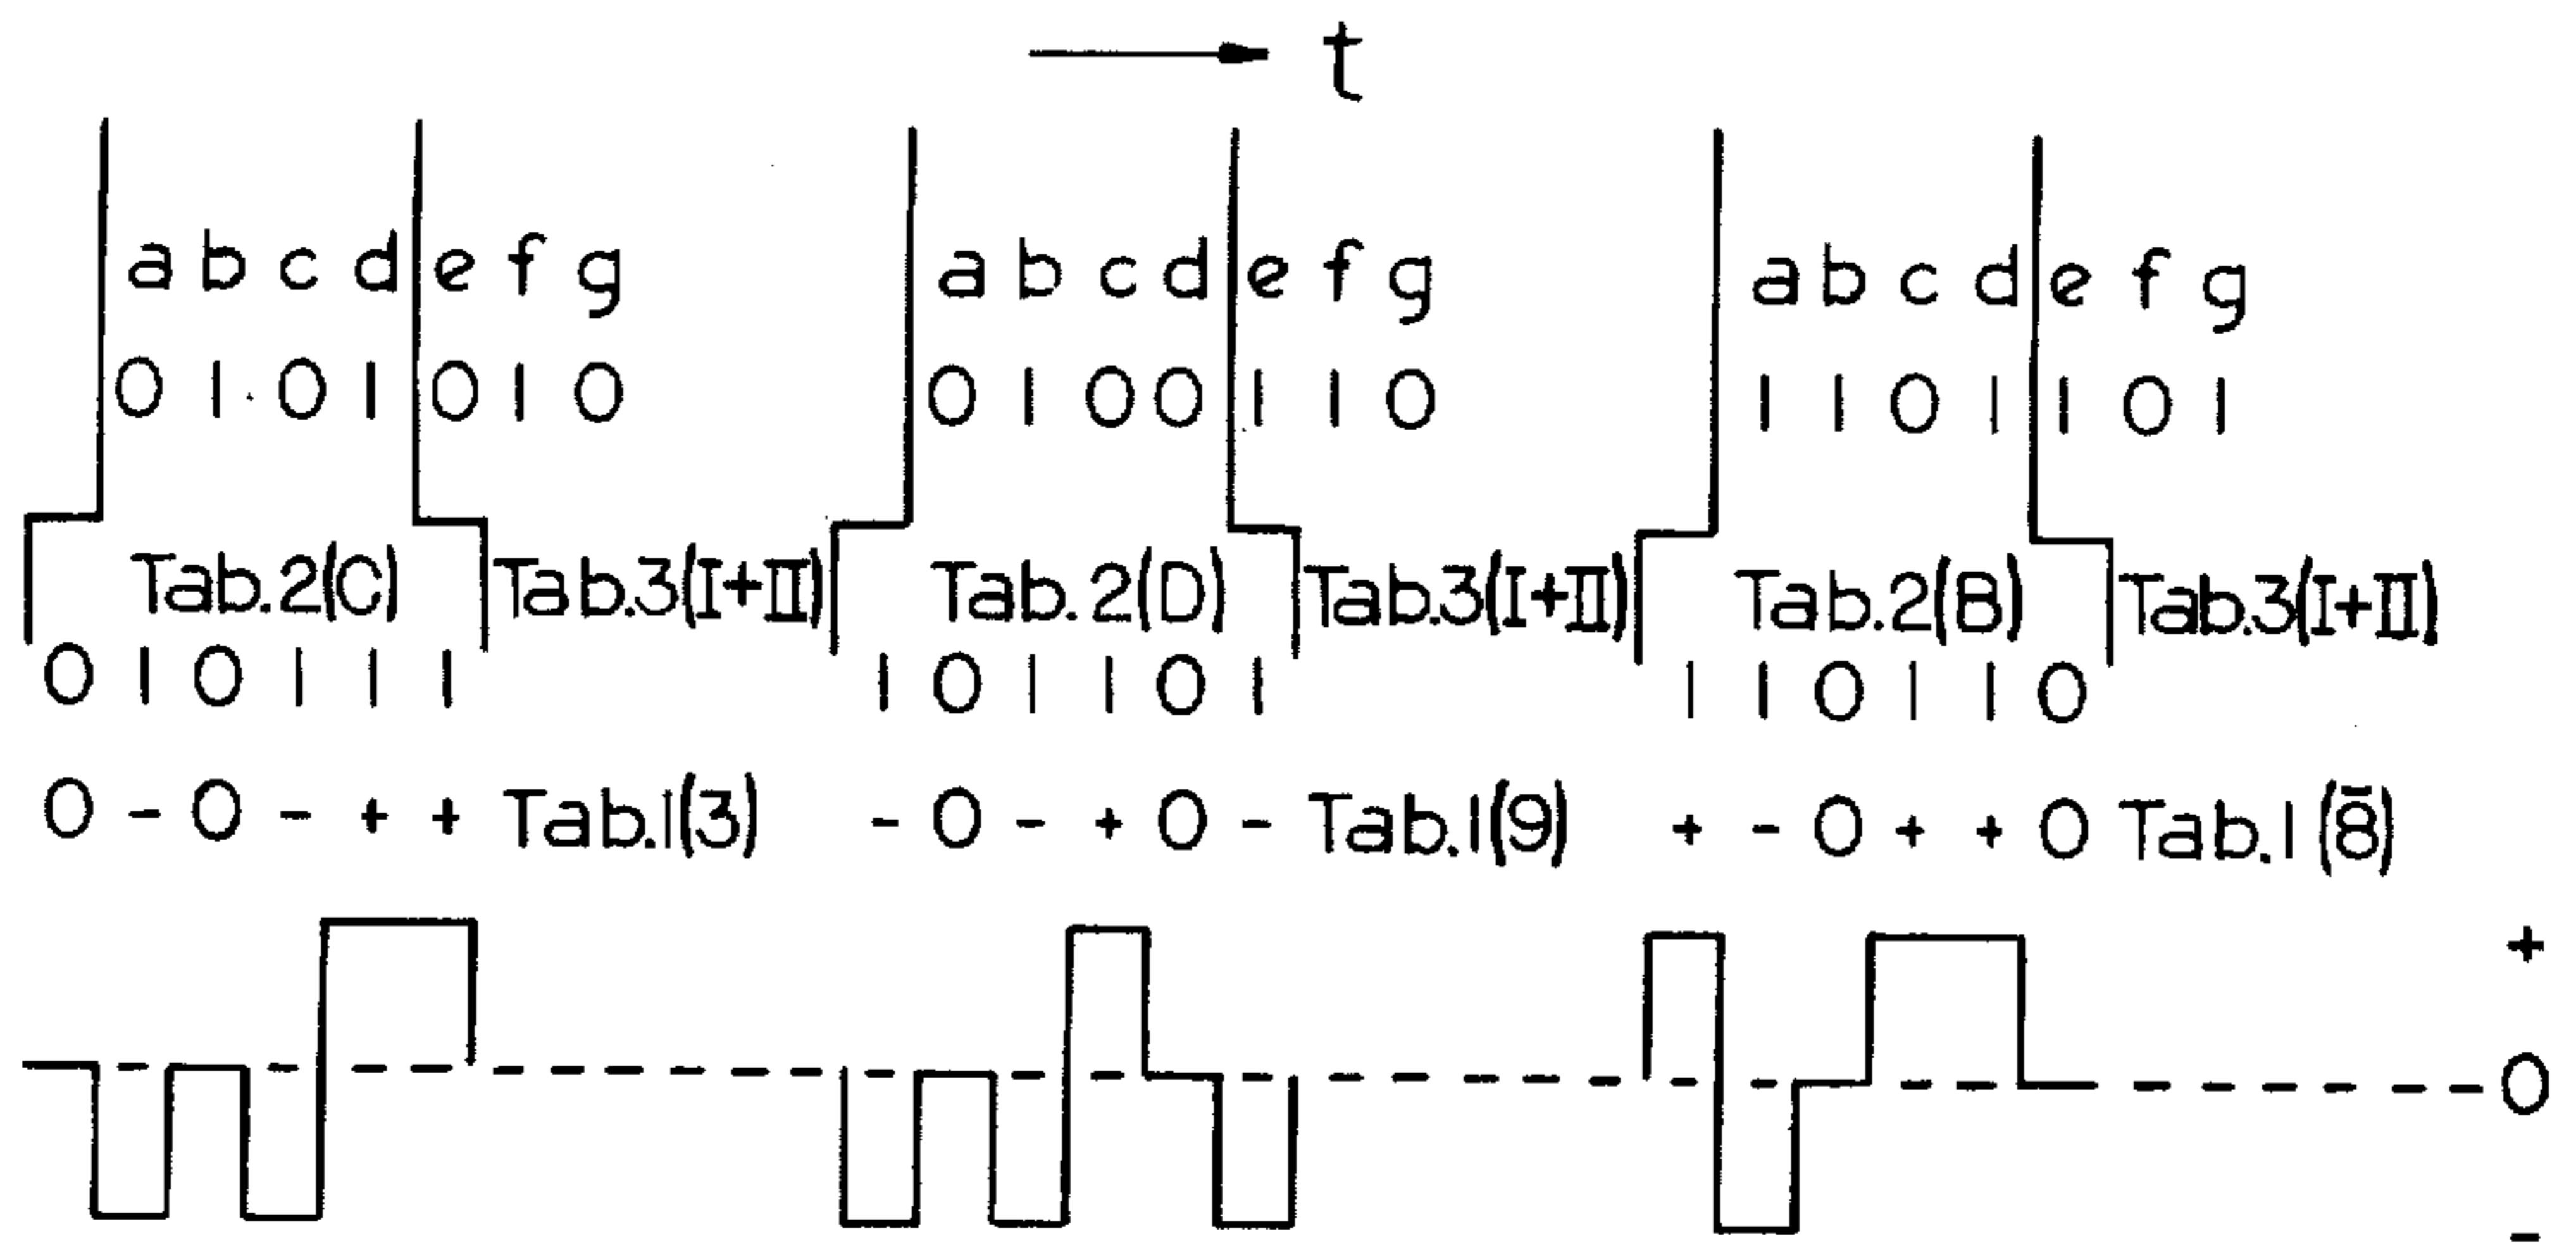 t
a b c d e f g a b c d e f g a b c d e f g
0 1 0 1 0 1 0 0 1 0 0 1 1 0 1 1 0 1 1 0 1
Tab.2(C) Tab.3(I+II) Tab.2(D) Tab.3(I+II) Tab.2(B) Tab.3(I+II)
0 1 0 1 1 1 1 0 1 1 0 1 1 1 0 1 1 0
0 - 0 - + + Tab.1(3) - 0 - + 0 - Tab.1(9) + - 0 + + 0 Tab.1(8̄)
+
0
-